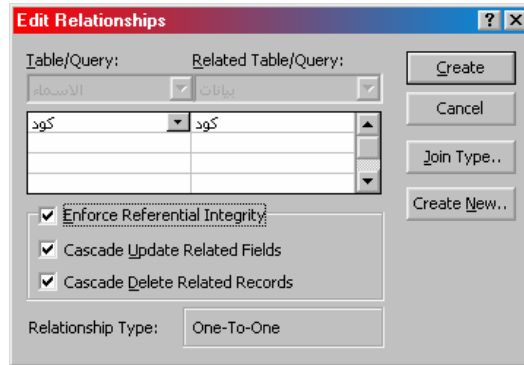 Edit Relationships
Table/Query: Related Table/Query:
الاسماء بيانات
كود كود
Enforce Referential Integrity
Cascade Update Related Fields
Cascade Delete Related Records
Relationship Type: One-To-One
Create
Cancel
Join Type..
Create New..